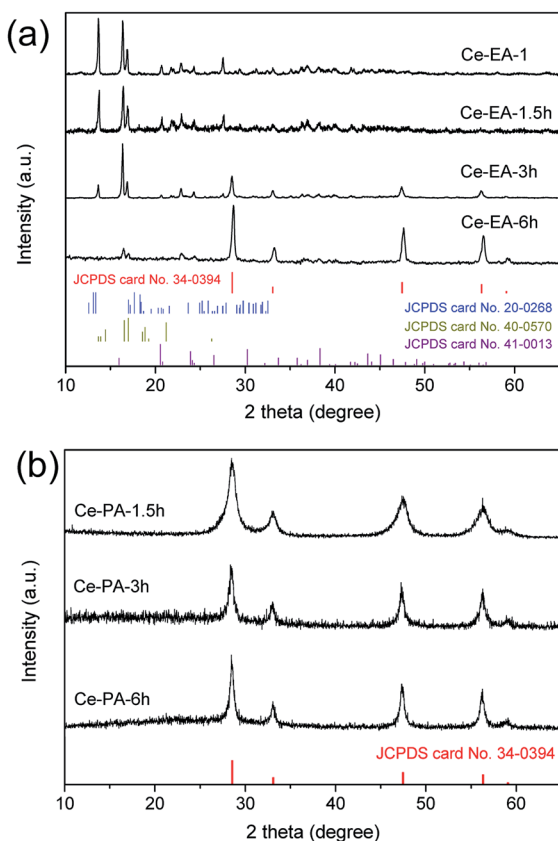 (a)
Ce-EA-1
Ce-EA-1.5h
Ce-EA-3h
Ce-EA-6h
Intensity (a.u.)
JCPDS card No. 34-0394
JCPDS card No. 20-0268
JCPDS card No. 40-0570
JCPDS card No. 41-0013
10 20 30 40 50 60
2 theta (degree)
(b)
Ce-PA-1.5h
Ce-PA-3h
Ce-PA-6h
Intensity (a.u.)
JCPDS card No. 34-0394
10 20 30 40 50 60
2 theta (degree)